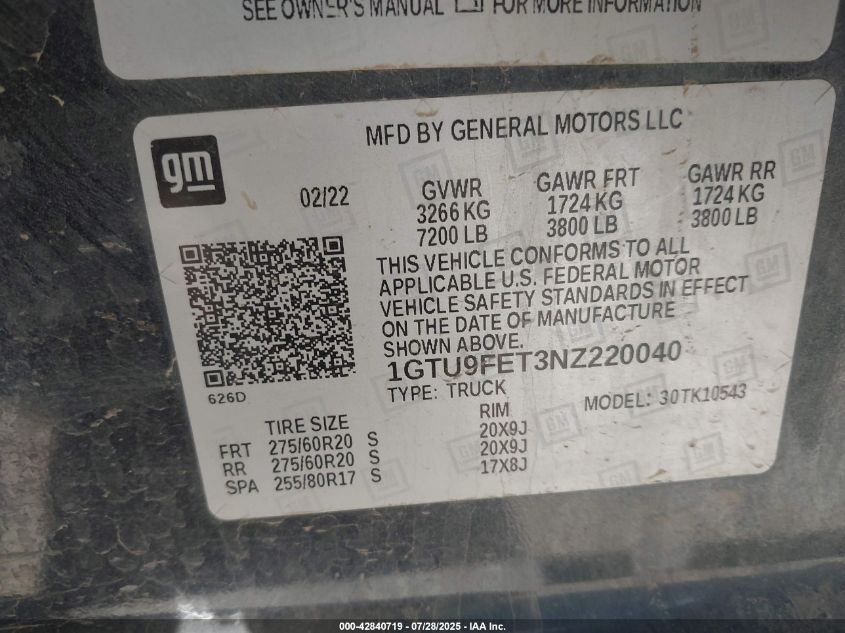 SEE OWNER'S MANUAL FOR MORE INFORMATION
MFD BY GENERAL MOTORS LLC
gm
02/22
GVWR
3266 KG
7200 LB
GAWR FRT
1724 KG
3800 LB
GAWR RR
1724 KG
3800 LB
THIS VEHICLE CONFORMS TO ALL
APPLICABLE U.S. FEDERAL MOTOR
VEHICLE SAFETY STANDARDS IN EFFECT
ON THE DATE OF MANUFACTURE
SHOWN ABOVE.
1GTU9FET3NZ220040
TYPE: TRUCK
MODEL: 30TK10543
626D
TIRE SIZE RIM
FRT 275/60R20 S 20X9J
RR 275/60R20 S 20X9J
SPA 255/80R17 S 17X8J
000-42840719 / 07/28/2025 - IAA Inc.